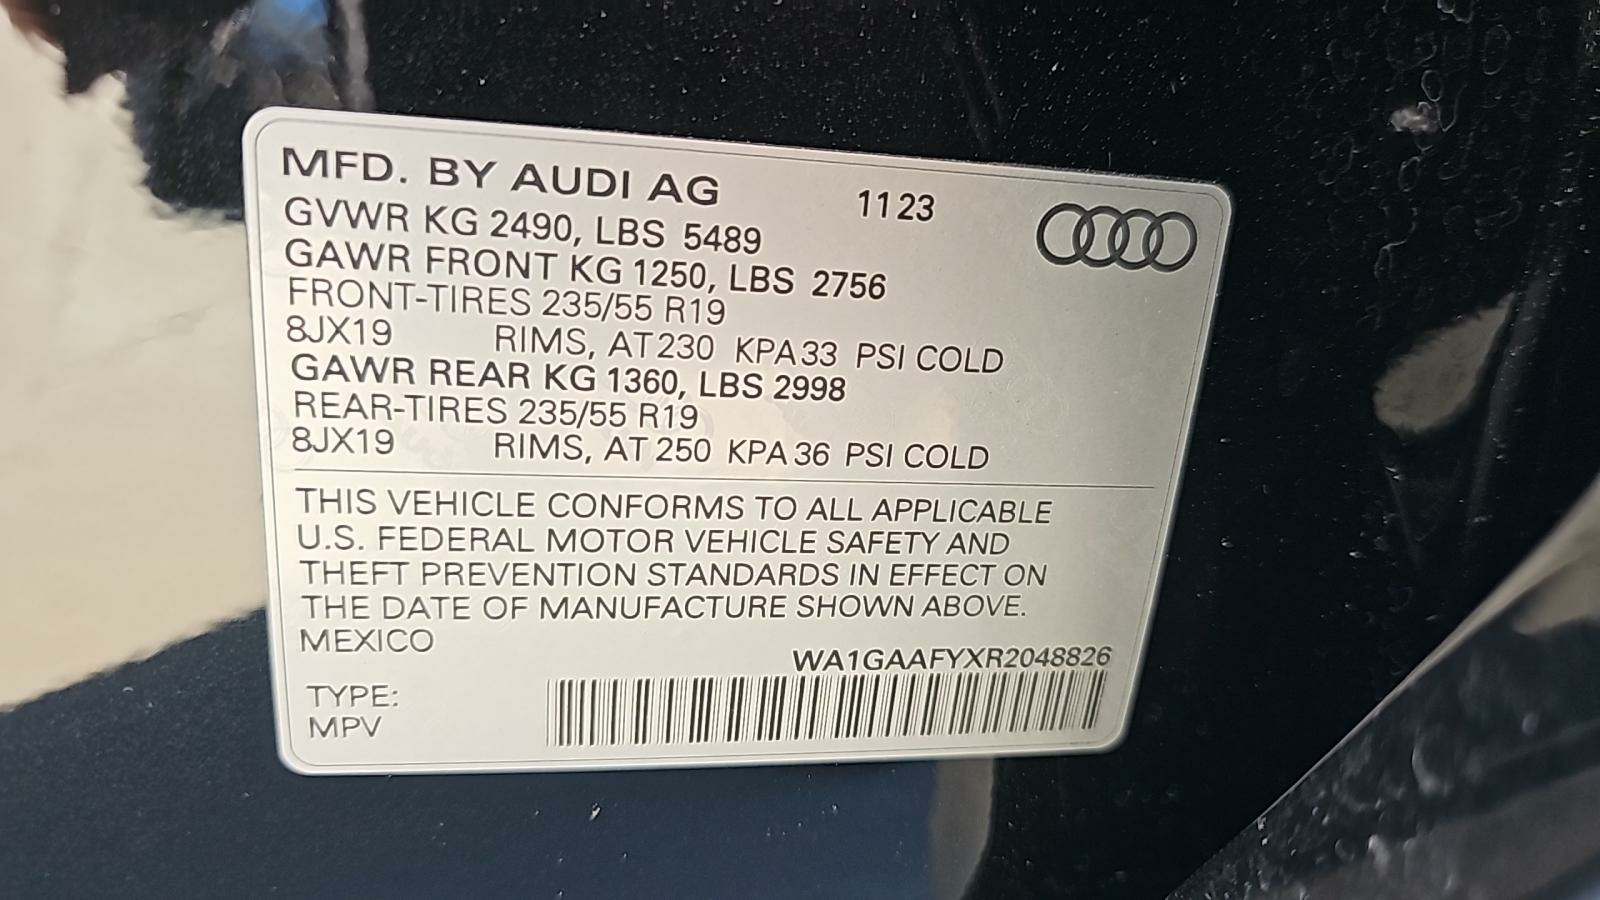 MFD. BY AUDI AG 1123
GVWR KG 2490, LBS 5489
GAWR FRONT KG 1250, LBS 2756
FRONT-TIRES 235/55 R19
8JX19 RIMS, AT 230 KPA 33 PSI COLD
GAWR REAR KG 1360, LBS 2998
REAR-TIRES 235/55 R19
8JX19 RIMS, AT 250 KPA 36 PSI COLD
THIS VEHICLE CONFORMS TO ALL APPLICABLE
U.S. FEDERAL MOTOR VEHICLE SAFETY AND
THEFT PREVENTION STANDARDS IN EFFECT ON
THE DATE OF MANUFACTURE SHOWN ABOVE.
MEXICO
WA1GAAFYXR2048826
TYPE:
MPV